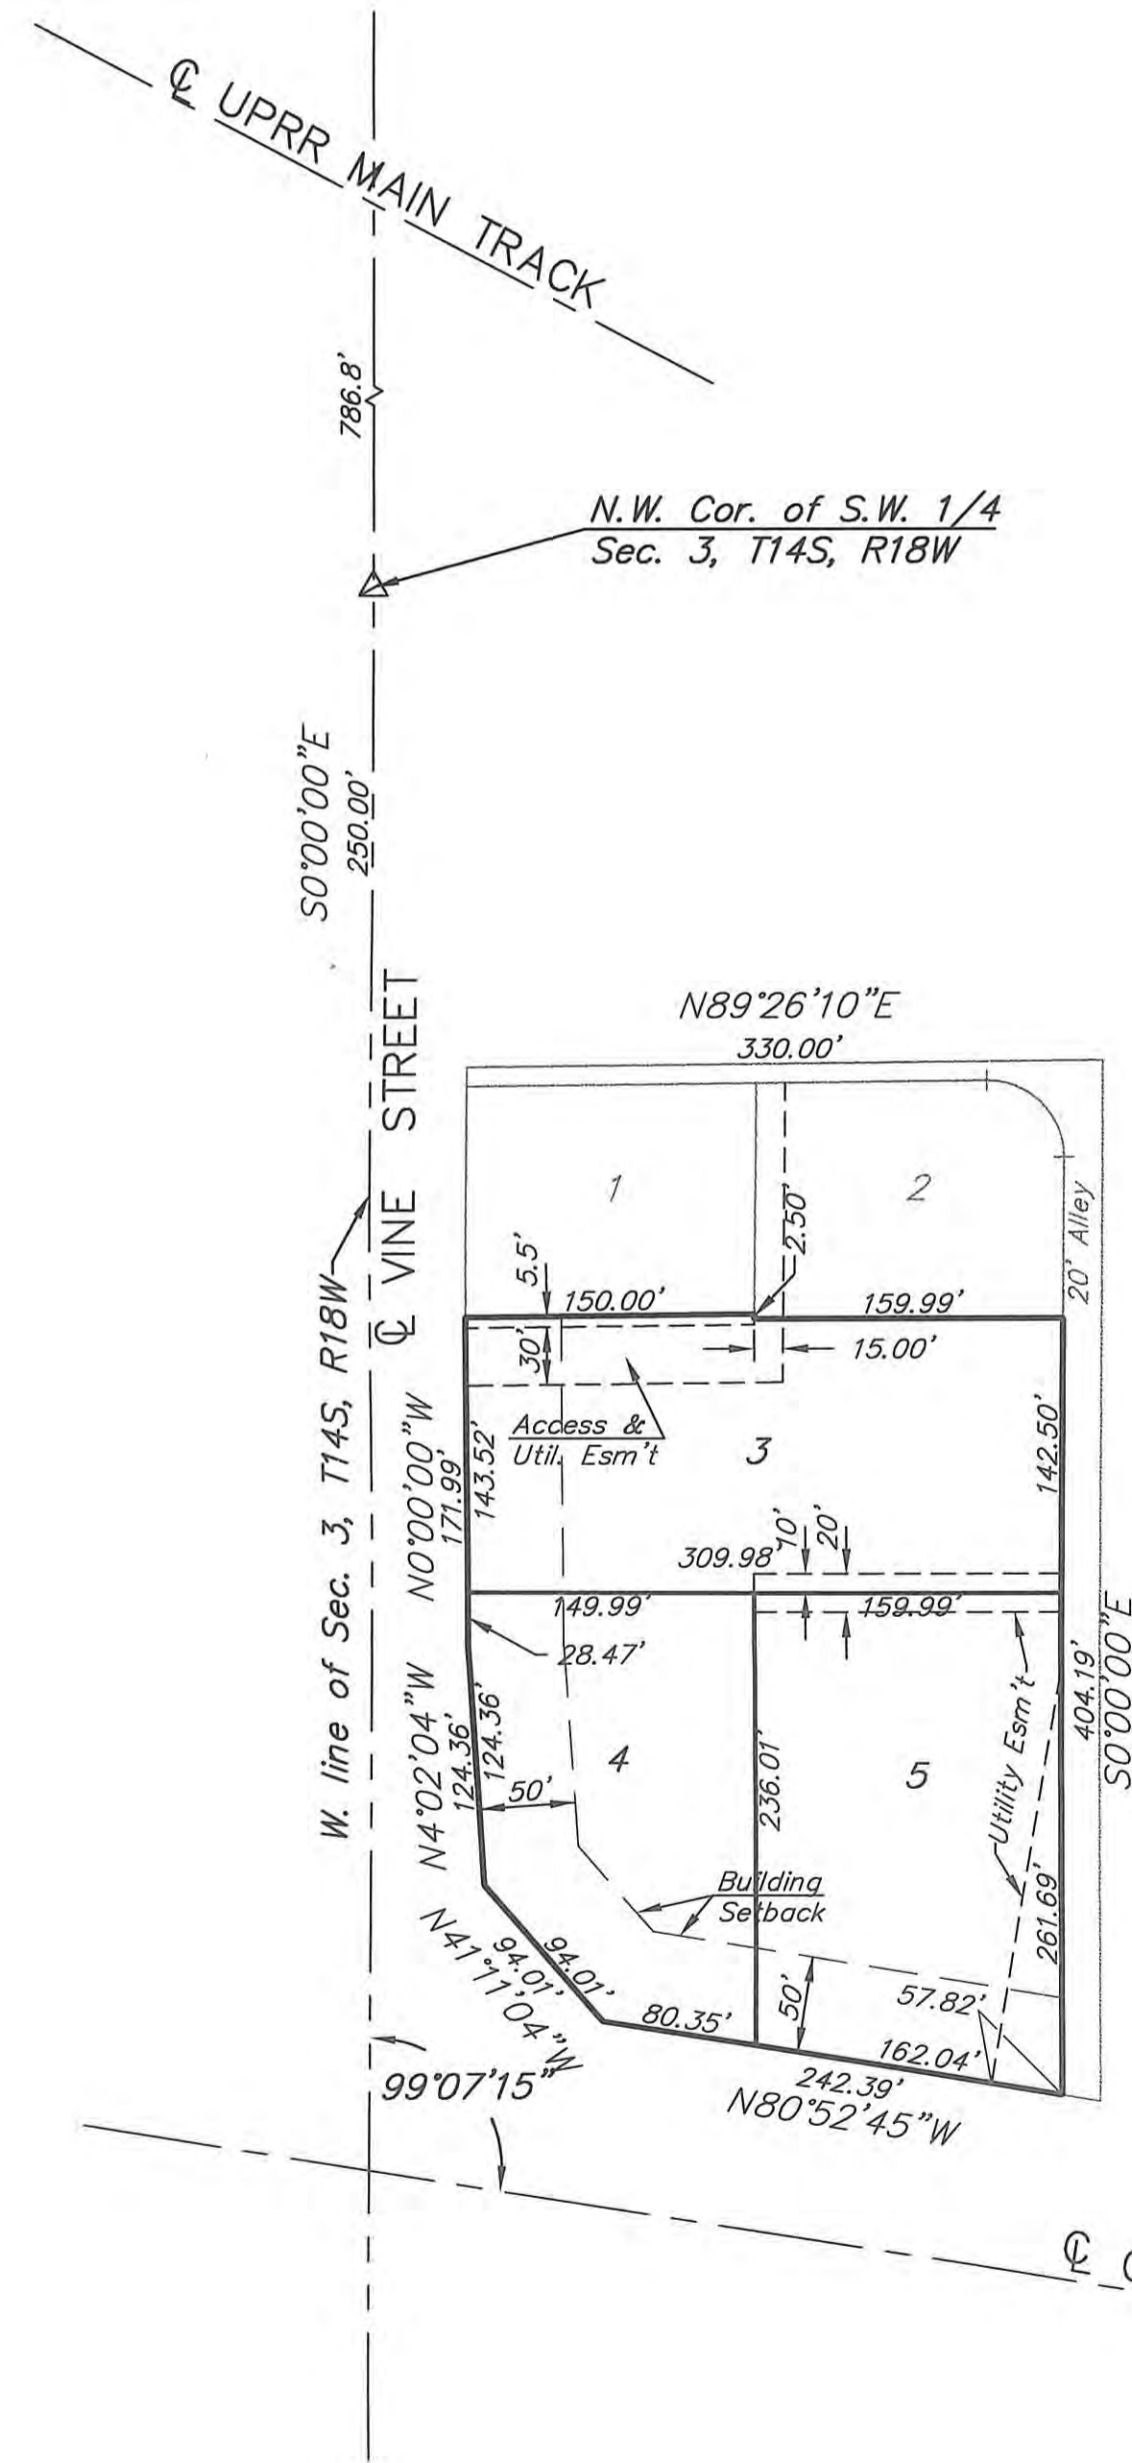 ℄ UPRR MAIN TRACK
786.8'
N.W. Cor. of S.W. 1/4
Sec. 3, T14S, R18W
S0°00'00"E
250.00'
℄ VINE STREET
W. line of Sec. 3, T14S, R18W
N89°26'10"E
330.00'
1
2
20' Alley
5.5'
150.00'
2.50'
159.99'
30'
15.00'
Access &
Util. Esm't
3
N0°00'00"W
171.99'
143.52'
142.50'
309.98'
10'
20'
149.99'
159.99'
28.47'
404.19'
S0°00'00"E
N4°02'04"W
124.36'
124.36'
50'
4
236.01'
5
Utility Esm't
261.69'
Building
Setback
N41°11'04"W
94.01'
94.01'
80.35'
50'
57.82'
162.04'
242.39'
N80°52'45"W
99°07'15"
℄